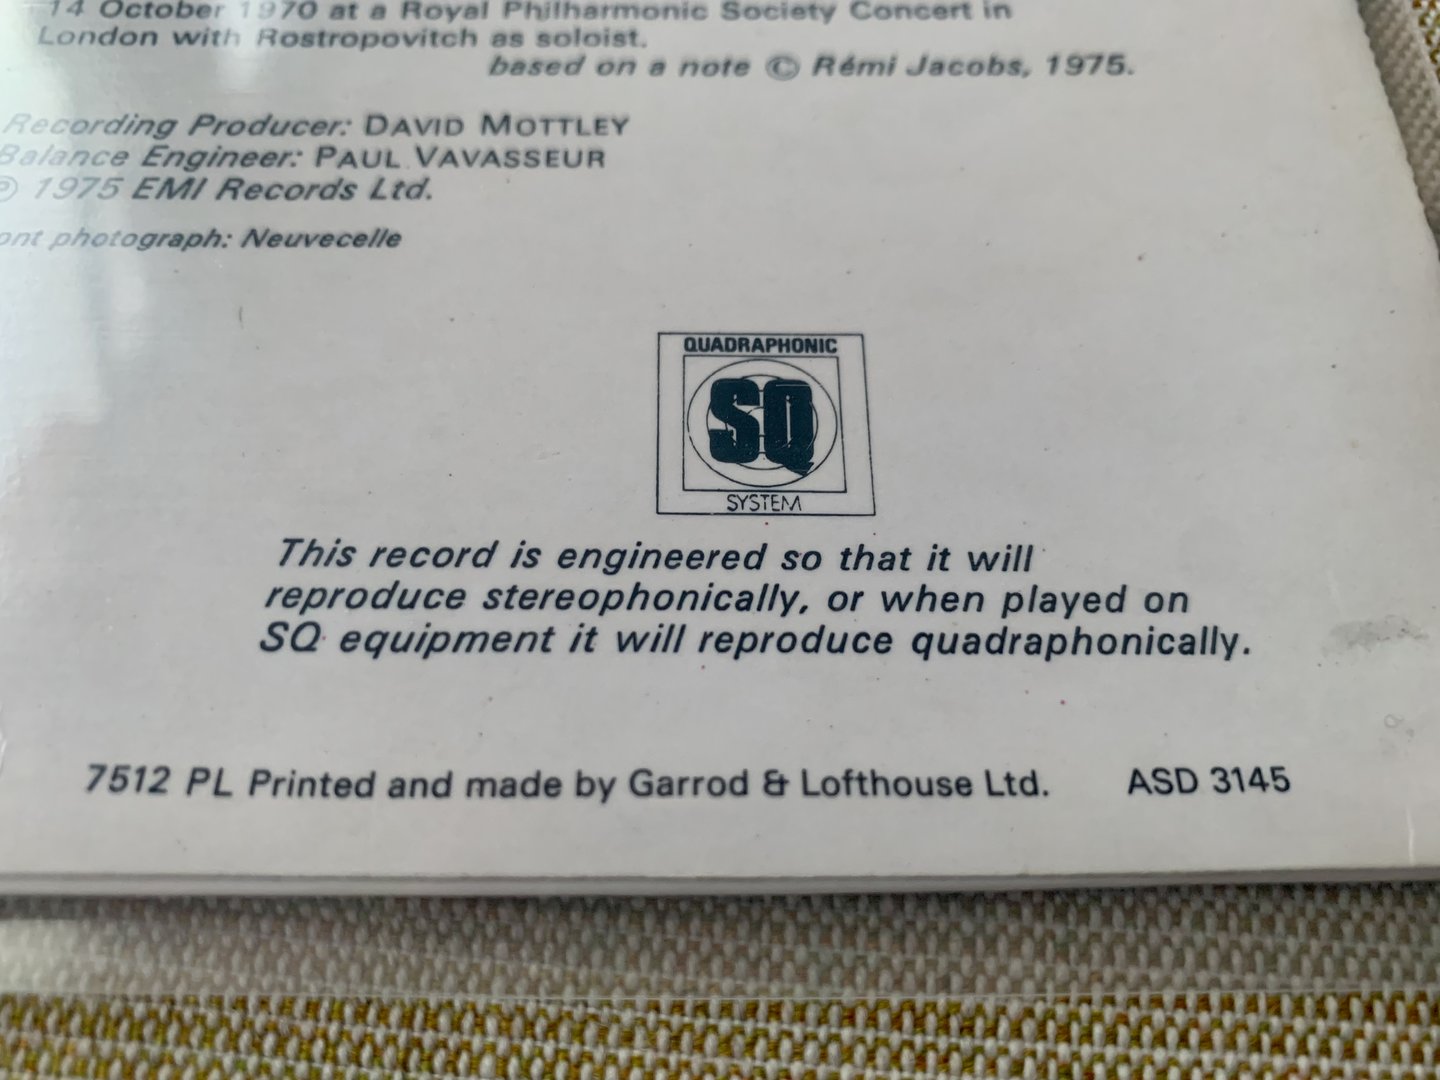 14 October 1970 at a Royal Philharmonic Society Concert in
London with Rostropovitch as soloist.
based on a note © Rémi Jacobs, 1975.
Recording Producer: DAVID MOTTLEY
Balance Engineer: PAUL VAVASSEUR
℗ 1975 EMI Records Ltd.
ont photograph: Neuvecelle
QUADRAPHONIC
SQ
SYSTEM
This record is engineered so that it will
reproduce stereophonically, or when played on
SQ equipment it will reproduce quadraphonically.
7512 PL Printed and made by Garrod & Lofthouse Ltd. ASD 3145